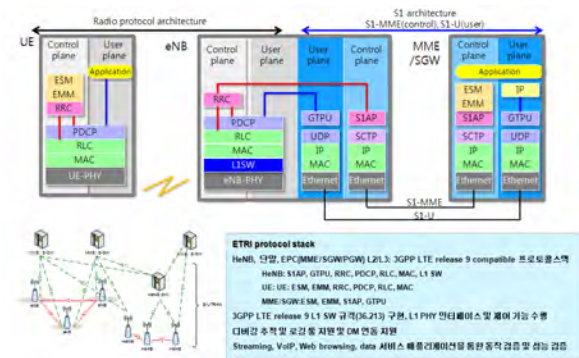 Radio protocol architecture
S1 architecture
S1-MME(control), S1-U(user)
UE
Control plane
User plane
eNB
Control plane
User plane
User plane
Control plane
MME
/SGW
Control plane
User plane
Application
ESM
EMM
RRC
PDCP
RLC
MAC
UE-PHY
RRC
PDCP
RLC
MAC
L1SW
eNB-PHY
GTPU
UDP
IP
MAC
Ethernet
S1AP
SCTP
IP
MAC
Ethernet
Application
ESM
EMM
S1AP
SCTP
IP
MAC
Ethernet
IP
GTPU
UDP
IP
MAC
Ethernet
S1-MME
S1-U
ETRI protocol stack
HeNB, 단말, EPC(MME/SGW/PGW) L2/L3: 3GPP LTE release 9 compatible 프로토콜스택
HeNB: S1AP, GTPU, RRC, PDCP, RLC, MAC, L1 SW
UE: UE: ESM, EMM, RRC, PDCP, RLC, MAC
MME/SGW:ESM, EMM, S1AP, GTPU
3GPP LTE release 9 L1 SW 규격(36.213) 구현, L1 PHY 인터페이스 및 제어 기능 수행
디버깅 추적 및 로깅 툴 지원 및 DM 연동 지원
Streaming, VoIP, Web browsing, data 서비스 애플리케이션을 통한 동작 검증 및 성능 검증